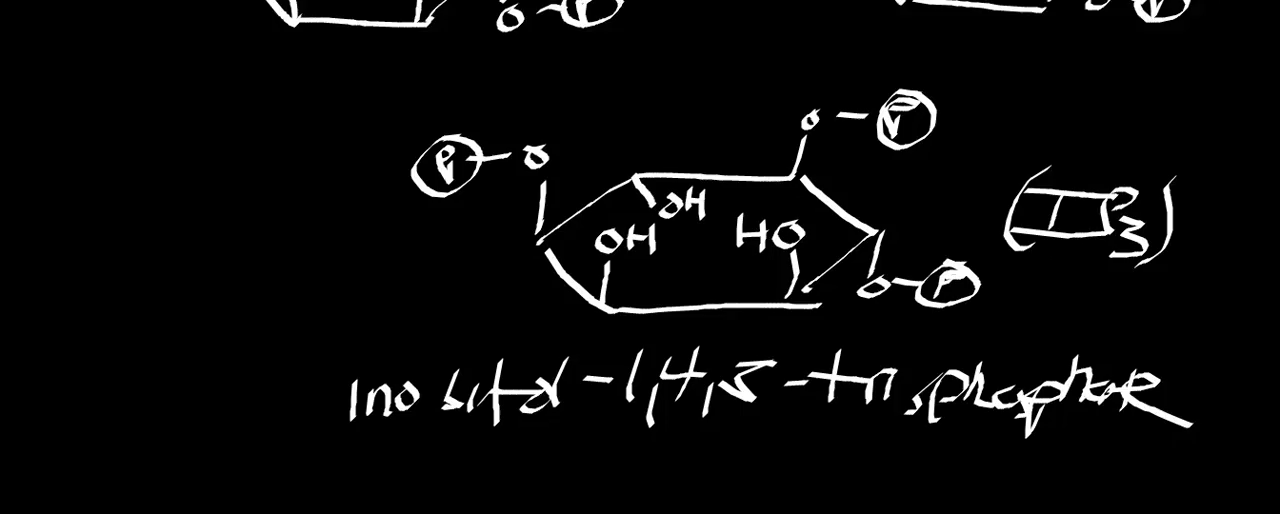 O-P O-P
O-P
P-O
OH
OH HO
(IP3)
O-P
Inositol-1,4,5-trisphosphate